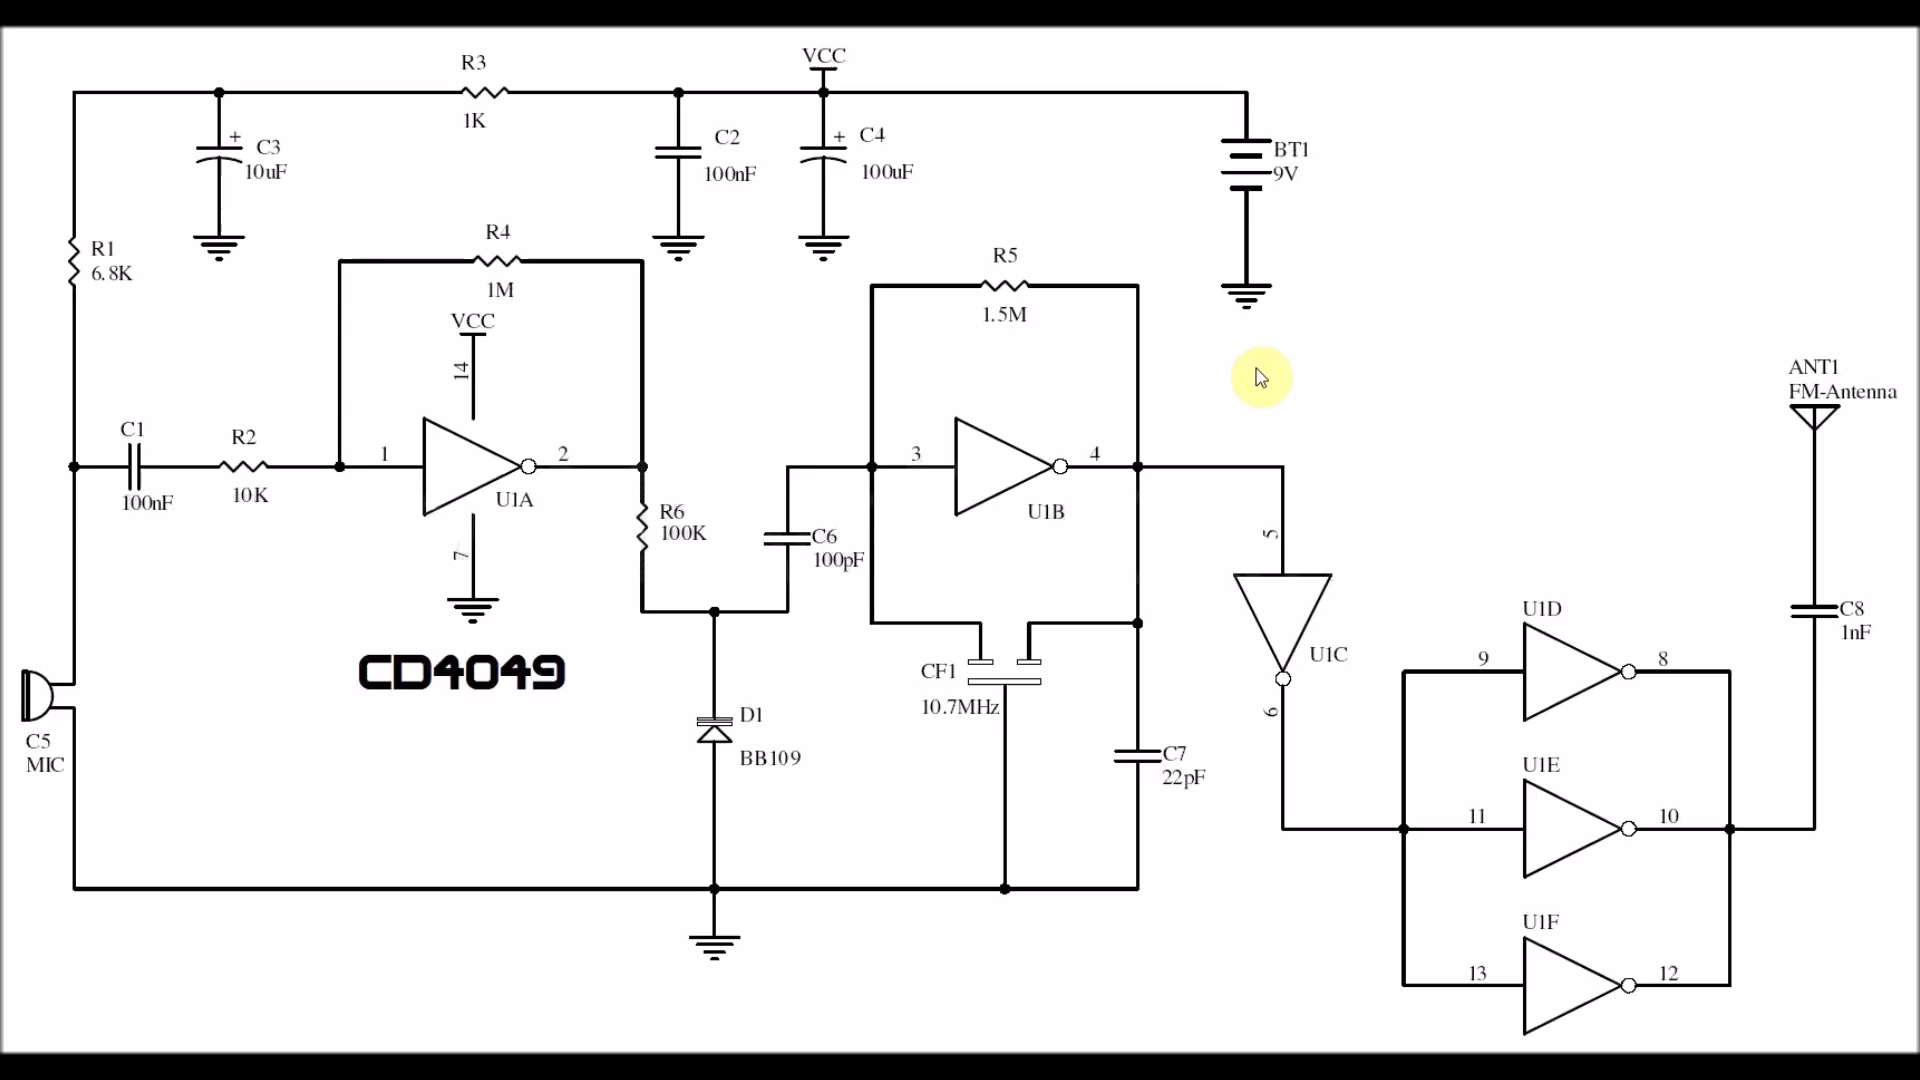 R3
1K
VCC
C3
+
10uF
C2
100nF
+
C4
100uF
BT1
9V
R1
6.8K
R4
1M
VCC
14
R5
1.5M
ANT1
FM-Antenna
C1
100nF
R2
10K
1
2
U1A
7
R6
100K
C6
100pF
3
4
U1B
5
U1C
6
CD4049
C5
MIC
D1
BB109
CF1
10.7MHz
C7
22pF
U1D
9
8
C8
1nF
U1E
11
10
U1F
13
12